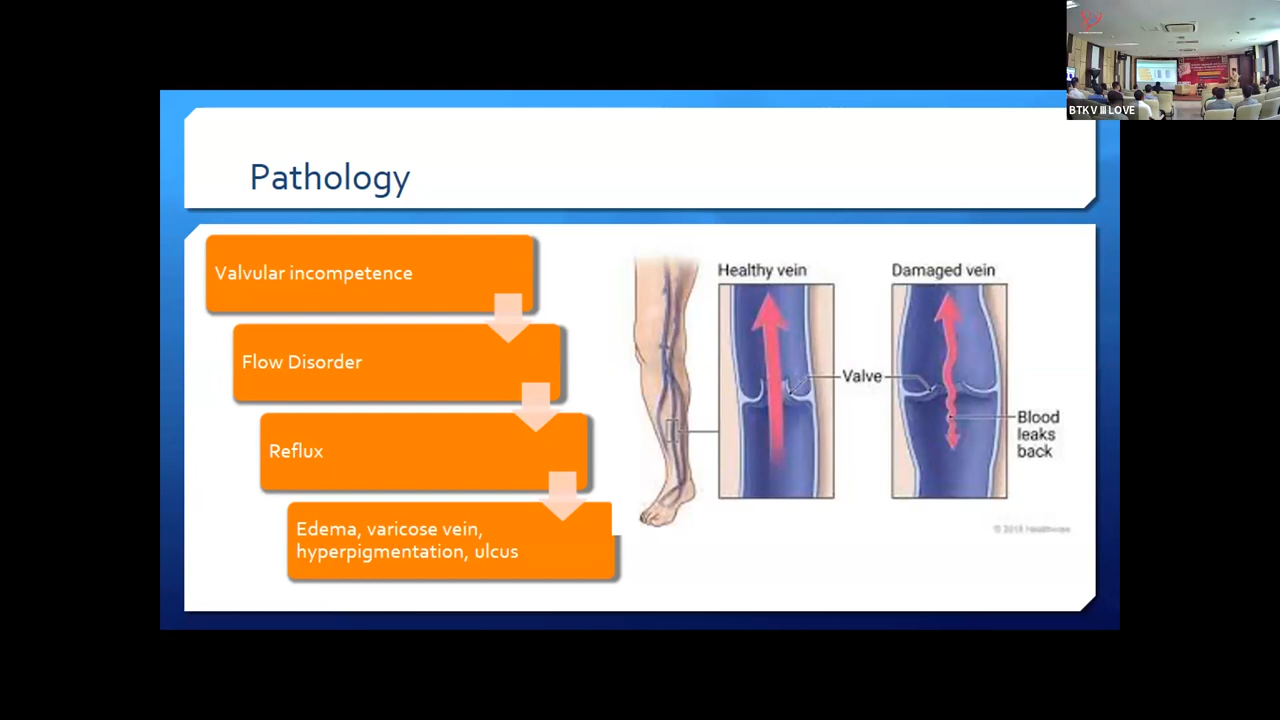 BTKV III LOVE
Pathology
Valvular incompetence
Flow Disorder
Reflux
Edema, varicose vein,
hyperpigmentation, ulcus
Healthy vein
Damaged vein
Valve
Blood
leaks
back